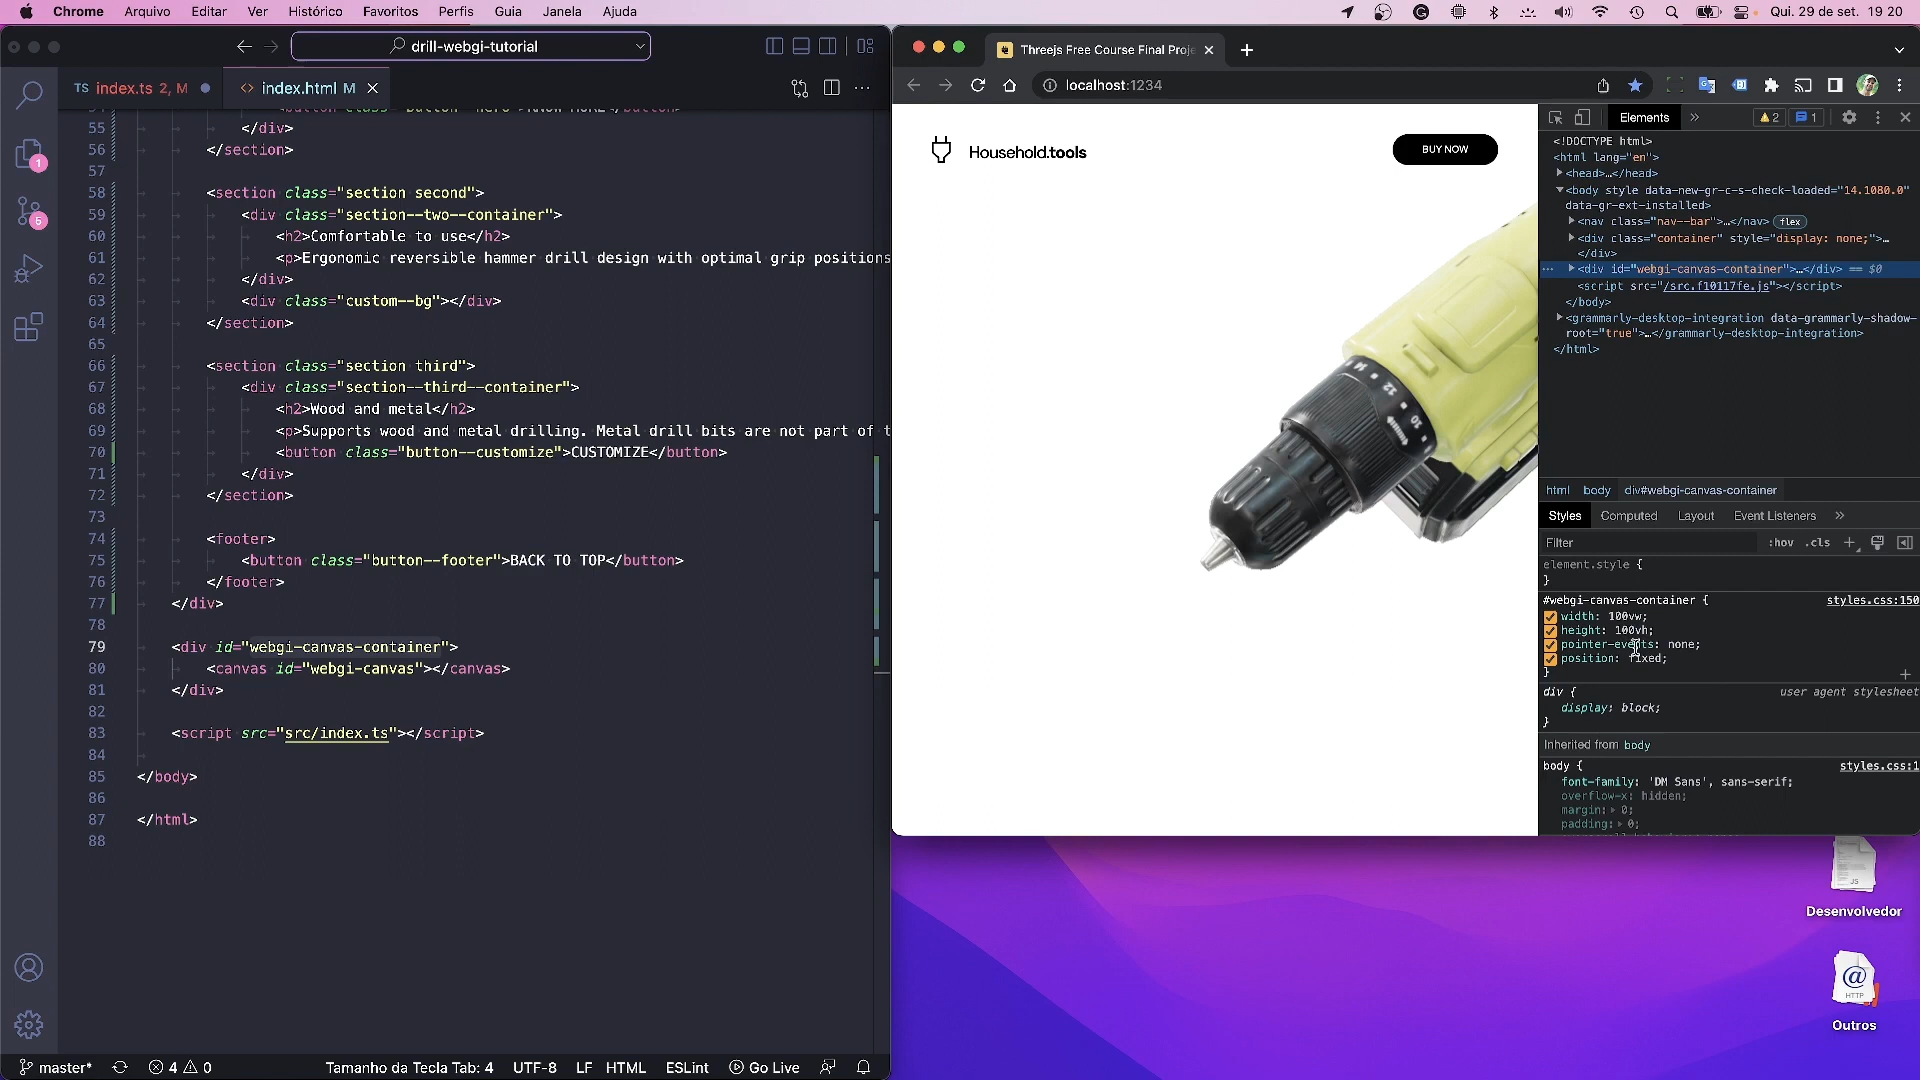 Chrome Arquivo Editar Ver Histórico Favoritos Perfis Guia Janela Ajuda
Qui. 29 de set. 19 20
drill-webgi-tutorial
TS index.ts 2, M
<> index.html M
55 </div>
56 </section>
57
58 <section class="section second">
59 <div class="section--two--container">
60 <h2>Comfortable to use</h2>
61 <p>Ergonomic reversible hammer drill design with optimal grip positions
62 </div>
63 <div class="custom--bg"></div>
64 </section>
65
66 <section class="section third">
67 <div class="section--third--container">
68 <h2>Wood and metal</h2>
69 <p>Supports wood and metal drilling. Metal drill bits are not part of t
70 <button class="button--customize">CUSTOMIZE</button>
71 </div>
72 </section>
73
74 <footer>
75 <button class="button--footer">BACK TO TOP</button>
76 </footer>
77 </div>
78
79 <div id="webgi-canvas-container">
80 <canvas id="webgi-canvas"></canvas>
81 </div>
82
83 <script src="src/index.ts"></script>
84
85 </body>
86
87 </html>
88
1
5
master* 4 0 Tamanho da Tecla Tab: 4 UTF-8 LF HTML ESLint Go Live
Threejs Free Course Final Proje
localhost:1234
Household.tools
BUY NOW
14
12
10
Elements » 2 1
<!DOCTYPE html>
<html lang="en">
<head>…</head>
<body style data-new-gr-c-s-check-loaded="14.1080.0"
data-gr-ext-installed>
<nav class="nav--bar">…</nav> flex
<div class="container" style="display: none;">…
</div>
<div id="webgi-canvas-container">…</div> == $0
<script src="/src.f10117fe.js"></script>
</body>
<grammarly-desktop-integration data-grammarly-shadow-
root="true">…</grammarly-desktop-integration>
</html>
html body div#webgi-canvas-container
Styles Computed Layout Event Listeners »
Filter :hov .cls
element.style {
}
#webgi-canvas-container { styles.css:150
width: 100vw;
height: 100vh;
pointer-events: none;
position: fixed;
}
div { user agent stylesheet
display: block;
}
Inherited from body
body { styles.css:1
font-family: 'DM Sans', sans-serif;
overflow-x: hidden;
margin: 0;
padding: 0;
JS
Desenvolvedor
@
HTTP
Outros